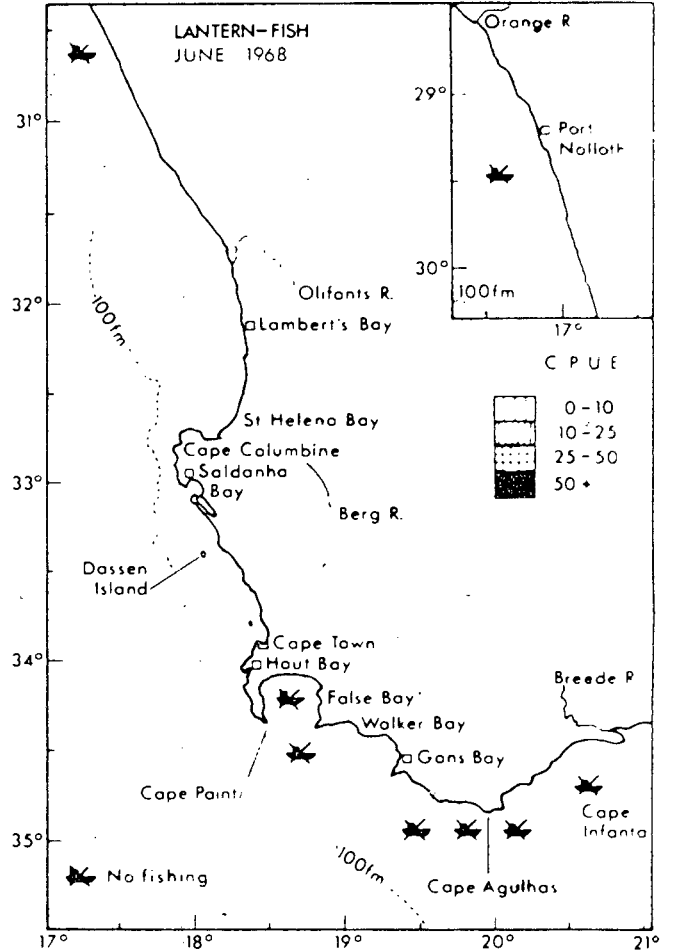 LANTERN-FISH
JUNE 1968
Orange R
29°
Port
Nolloth
30°
100fm
17°
31°
32°
33°
34°
35°
100fm
Olifants R.
Lambert's Bay
C P U E
0-10
10-25
25-50
50+
St Helena Bay
Cape Columbine
Saldanha
Bay
Berg R.
Dassen
Island
Cape Town
Hout Bay
False Bay
Walker Bay
Breede R
Gans Bay
Cape Point
Cape
Infanta
100fm
Cape Agulhas
No fishing
17°
18°
19°
20°
21°